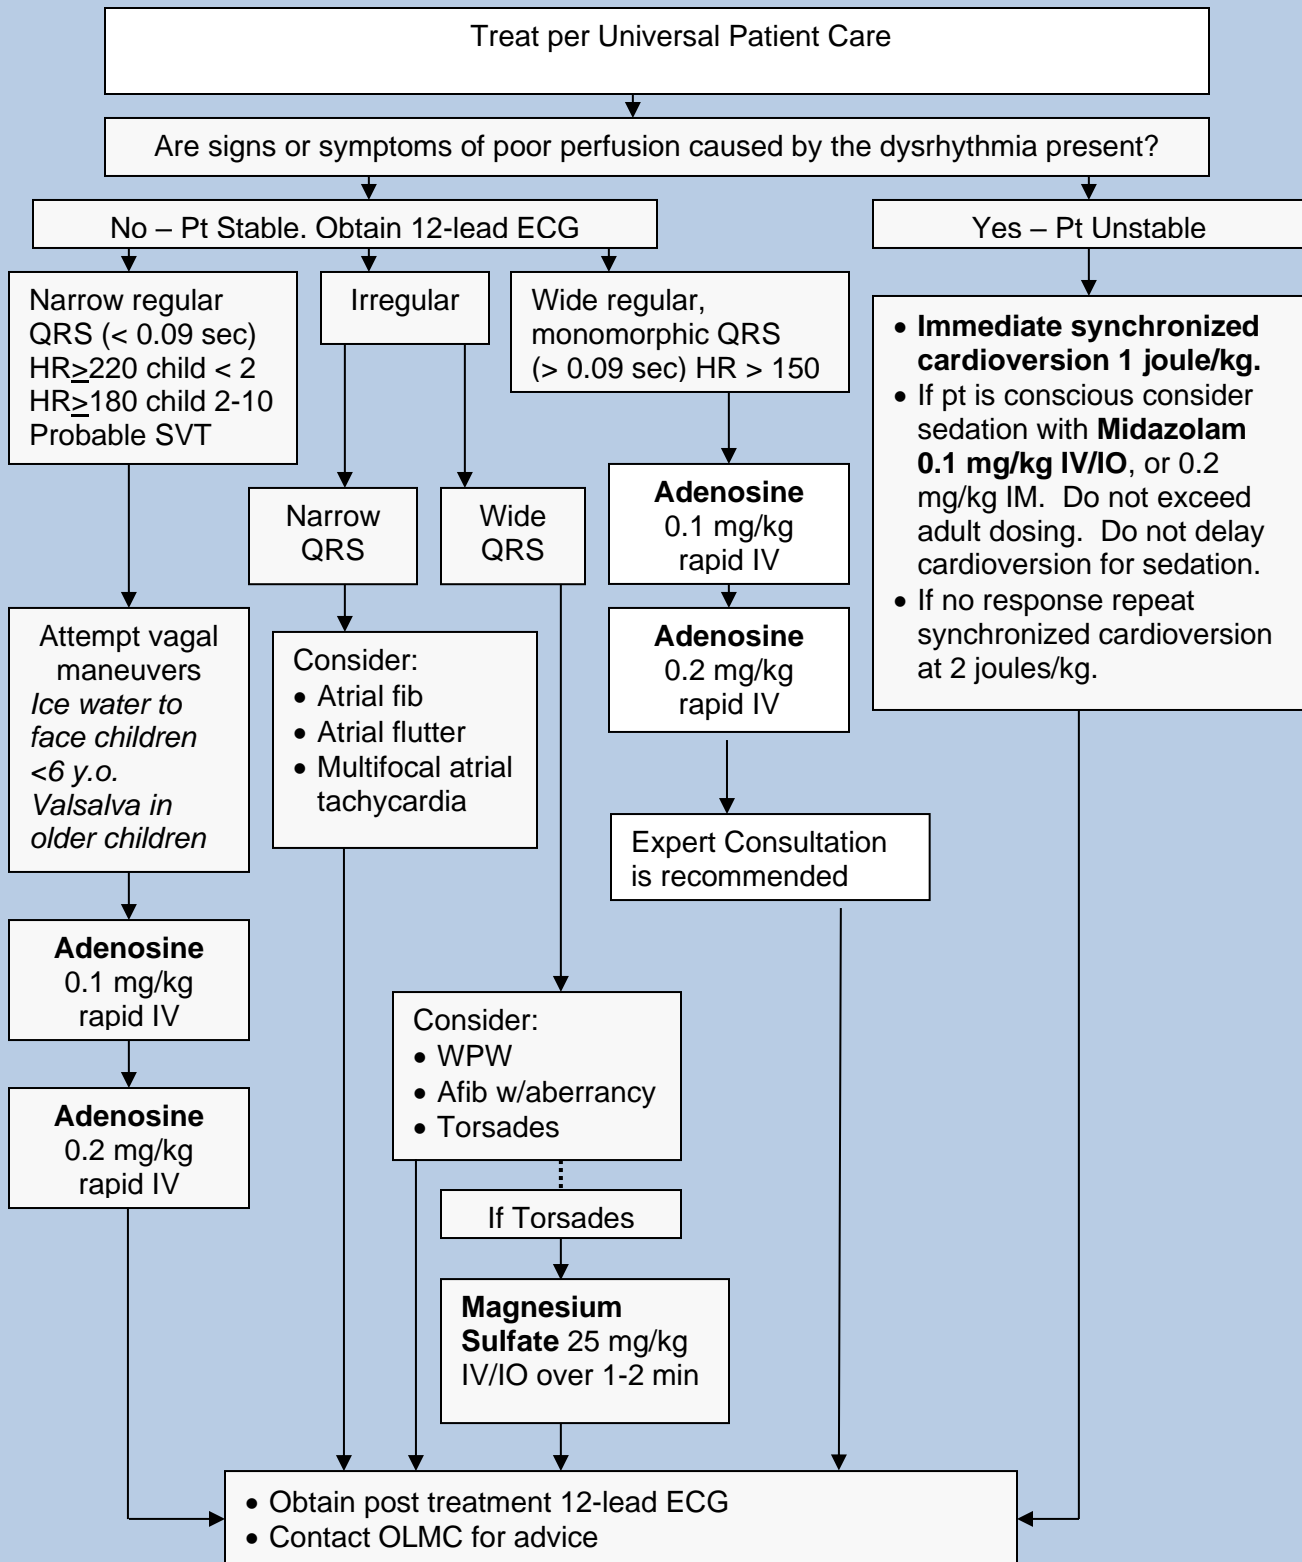 Treat per Universal Patient Care
Are signs or symptoms of poor perfusion caused by the dysrhythmia present?
No – Pt Stable. Obtain 12-lead ECG
Yes – Pt Unstable
Narrow regular
QRS (< 0.09 sec)
HR≥220 child < 2
HR≥180 child 2-10
Probable SVT
Irregular
Wide regular,
monomorphic QRS
(> 0.09 sec) HR > 150
• Immediate synchronized
cardioversion 1 joule/kg.
• If pt is conscious consider
sedation with Midazolam
0.1 mg/kg IV/IO, or 0.2
mg/kg IM.  Do not exceed
adult dosing.  Do not delay
cardioversion for sedation.
• If no response repeat
synchronized cardioversion
at 2 joules/kg.
Narrow
QRS
Wide
QRS
Adenosine
0.1 mg/kg
rapid IV
Adenosine
0.2 mg/kg
rapid IV
Attempt vagal
maneuvers
Ice water to
face children
<6 y.o.
Valsalva in
older children
Consider:
• Atrial fib
• Atrial flutter
• Multifocal atrial
tachycardia
Expert Consultation
is recommended
Adenosine
0.1 mg/kg
rapid IV
Adenosine
0.2 mg/kg
rapid IV
Consider:
• WPW
• Afib w/aberrancy
• Torsades
If Torsades
Magnesium
Sulfate 25 mg/kg
IV/IO over 1-2 min
• Obtain post treatment 12-lead ECG
• Contact OLMC for advice